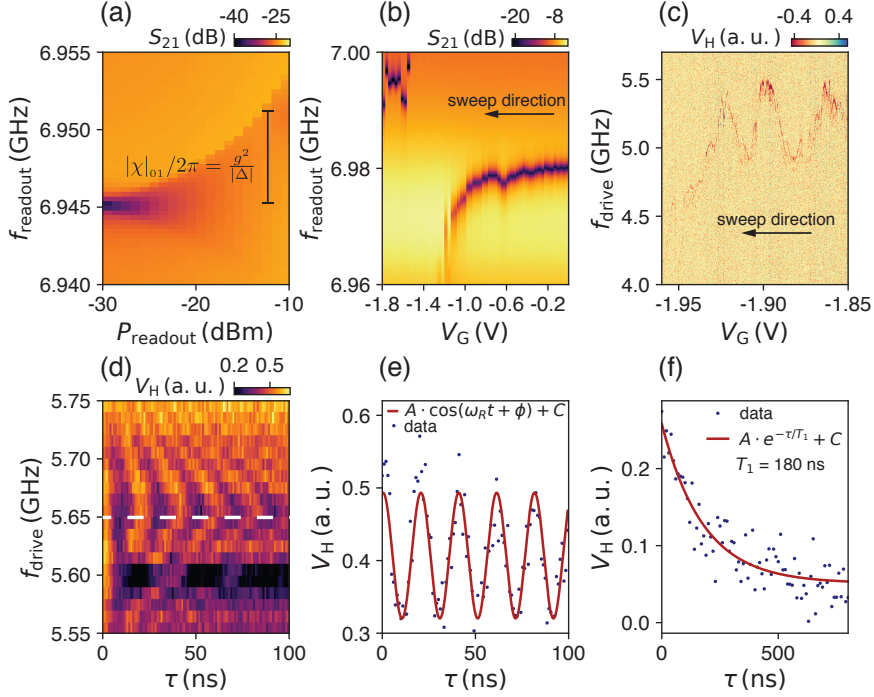 (a)
-40 -25
S21 (dB)
6.955
6.950
6.945
6.940
freadout (GHz)
|χ|01/2π = g²/|Δ|
-30 -20 -10
Preadout (dBm)
(b)
-20 -8
S21 (dB)
7.00
6.98
6.96
freadout (GHz)
sweep direction
-1.8 -1.4 -1.0 -0.6 -0.2
VG (V)
(c)
-0.4 0.4
VH (a. u.)
5.5
5.0
4.5
4.0
fdrive (GHz)
sweep direction
-1.95 -1.90 -1.85
VG (V)
(d)
0.2 0.5
VH (a. u.)
5.75
5.70
5.65
5.60
5.55
fdrive (GHz)
0 50 100
τ (ns)
(e)
0.6
0.5
0.4
0.3
VH (a. u.)
A · cos(ωRt + ϕ) + C
data
0 50 100
τ (ns)
(f)
0.2
0.1
0.0
VH (a. u.)
data
A · e−τ/T1 + C
T1 = 180 ns
0 500
τ (ns)